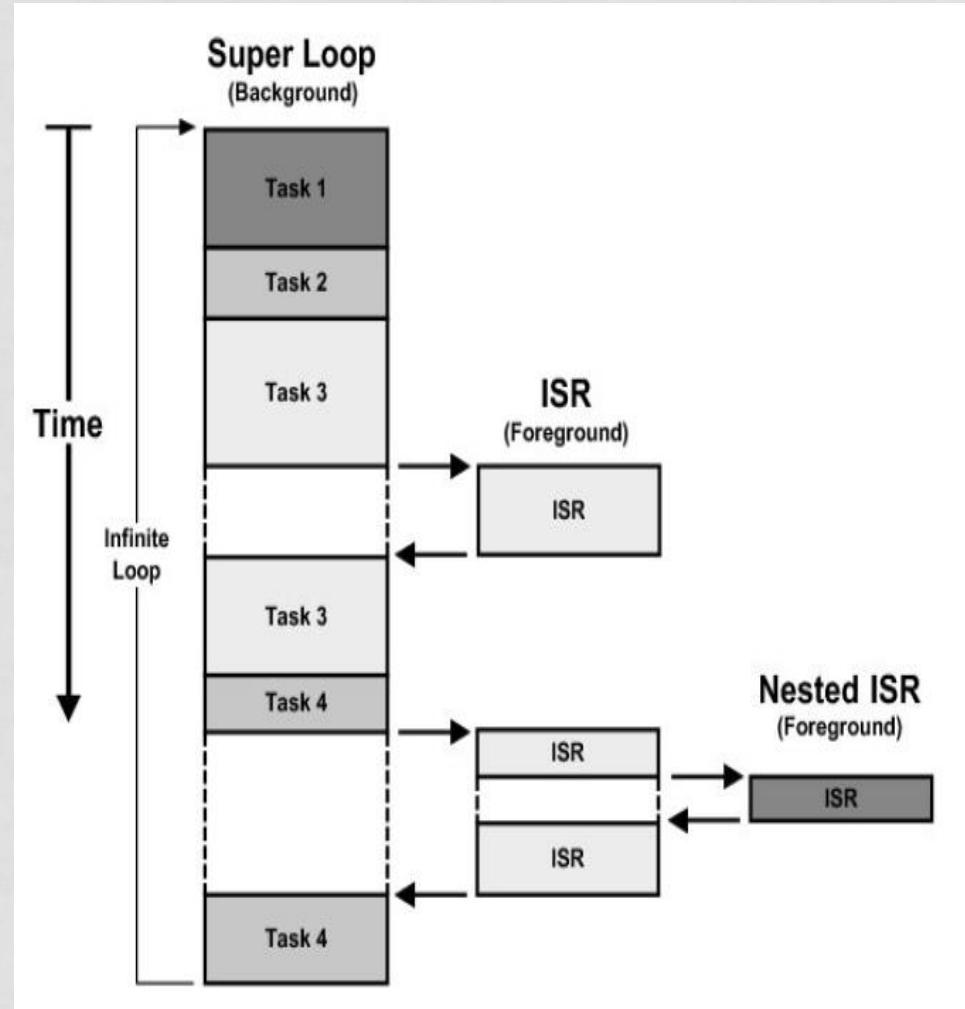 Super Loop
(Background)
Task 1
Task 2
Task 3
Time
ISR
(Foreground)
ISR
Infinite
Loop
Task 3
Task 4
Nested ISR
(Foreground)
ISR
ISR
ISR
Task 4